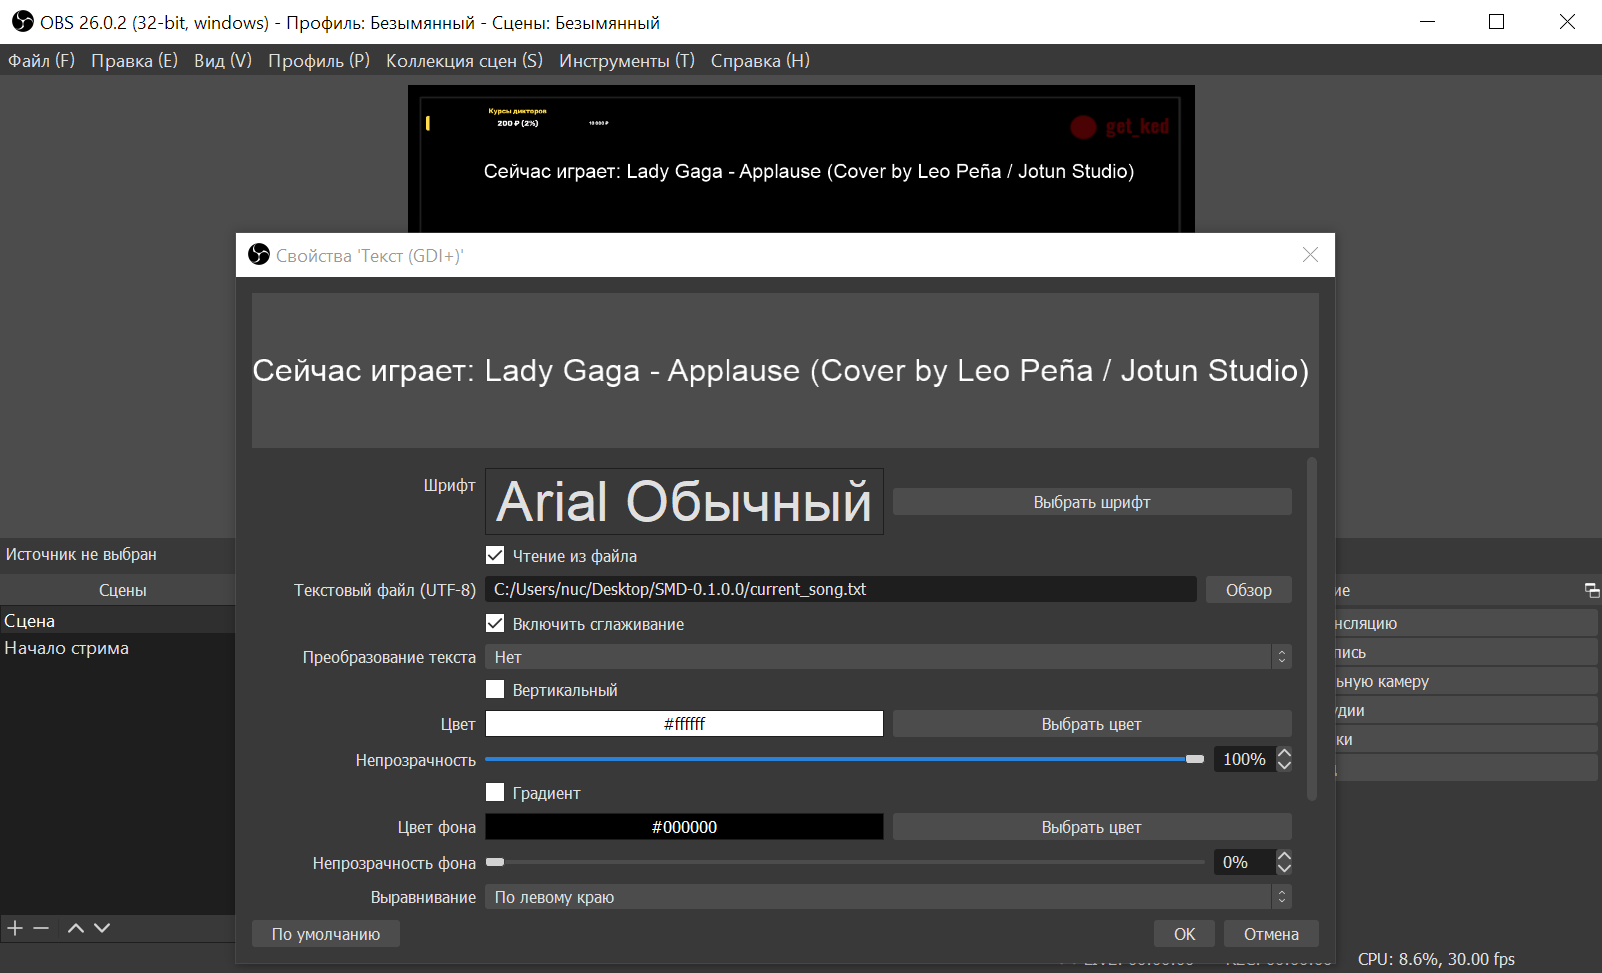 OBS 26.0.2 (32-bit, windows) - Профиль: Безымянный - Сцены: Безымянный
Файл (F) Правка (E) Вид (V) Профиль (P) Коллекция сцен (S) Инструменты (T) Справка (H)
Курсы дикторов
200 ₽ (2%) 10 000 ₽
get_ked
Сейчас играет: Lady Gaga - Applause (Cover by Leo Peña / Jotun Studio)
Свойства 'Текст (GDI+)'
Сейчас играет: Lady Gaga - Applause (Cover by Leo Peña / Jotun Studio)
Шрифт Arial Обычный Выбрать шрифт
Чтение из файла
Текстовый файл (UTF-8) C:/Users/nuc/Desktop/SMD-0.1.0.0/current_song.txt Обзор
Включить сглаживание
Преобразование текста Нет
Вертикальный
Цвет #ffffff Выбрать цвет
Непрозрачность 100%
Градиент
Цвет фона #000000 Выбрать цвет
Непрозрачность фона 0%
Выравнивание По левому краю
По умолчанию OK Отмена
Источник не выбран
Сцены
Сцена
Начало стрима
ие
нсляцию
пись
ьную камеру
удии
ки
CPU: 8.6%, 30.00 fps